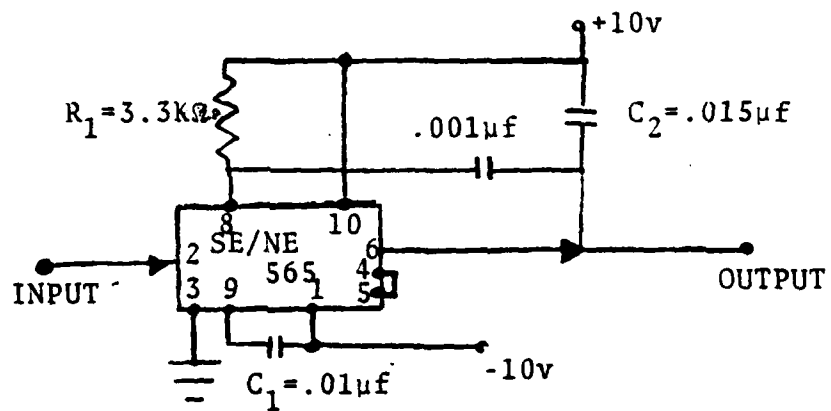 +10v
R1=3.3kΩ
.001μf
C2=.015μf
8
10
2
SE/NE
6
565
4
3
9
1
5
INPUT
OUTPUT
-10v
C1=.01μf